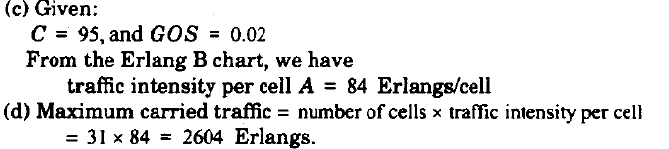 (c) Given:
C = 95, and GOS = 0.02
From the Erlang B chart, we have
traffic intensity per cell A = 84 Erlangs/cell
(d) Maximum carried traffic = number of cells × traffic intensity per cell
= 31 × 84 = 2604 Erlangs.